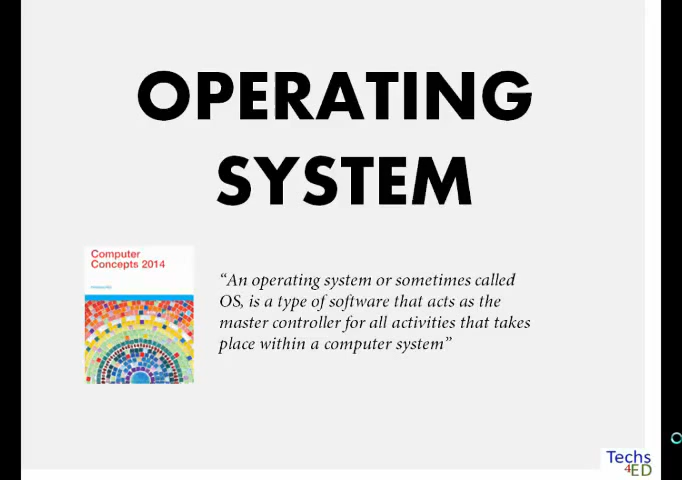 OPERATING
SYSTEM
Computer
Concepts 2014
“An operating system or sometimes called
OS, is a type of software that acts as the
master controller for all activities that takes
place within a computer system”
Techs
4ED